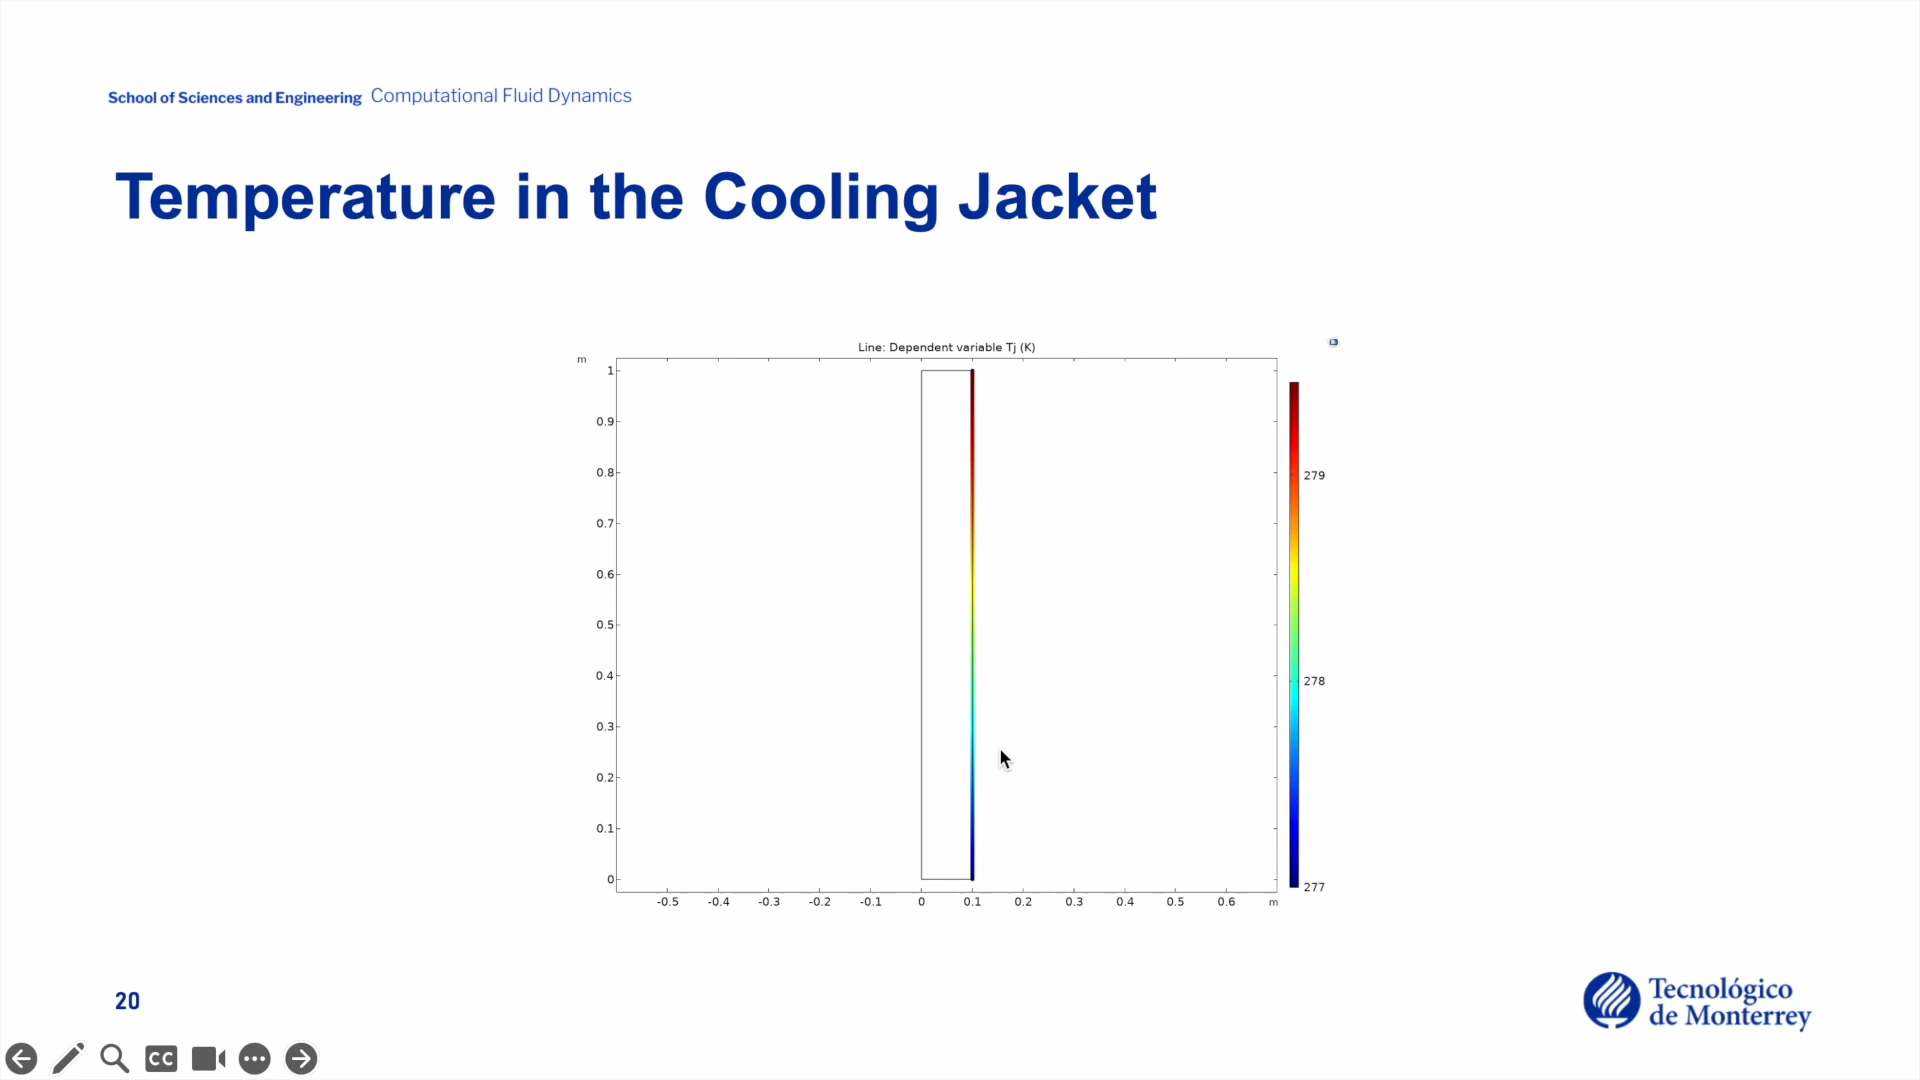 School of Sciences and Engineering Computational Fluid Dynamics
Temperature in the Cooling Jacket
Line: Dependent variable Tj (K)
m
1
0.9
0.8
0.7
0.6
0.5
0.4
0.3
0.2
0.1
0
-0.5 -0.4 -0.3 -0.2 -0.1 0 0.1 0.2 0.3 0.4 0.5 0.6 m
279
278
277
20
Tecnológico
de Monterrey
CC